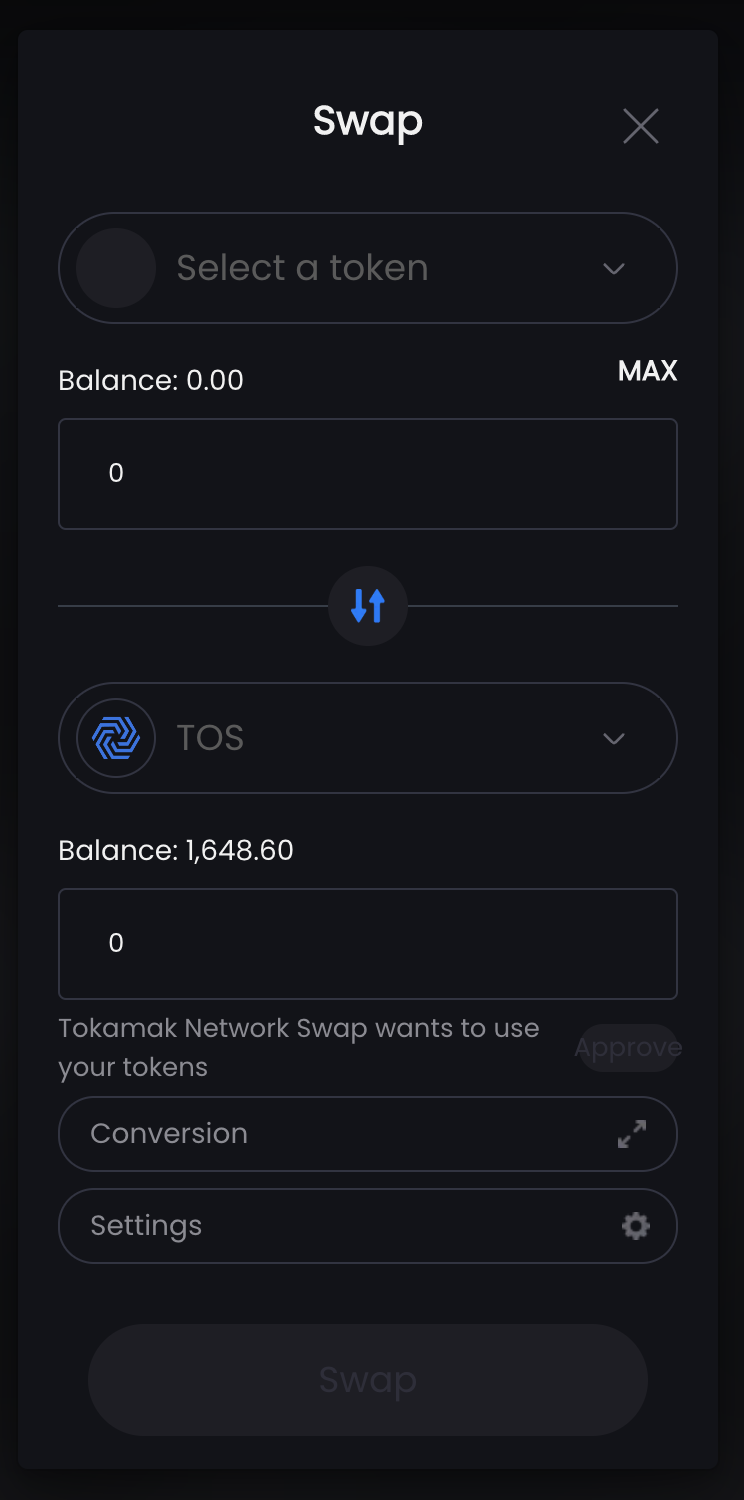 Swap
Select a token
Balance: 0.00
MAX
0
TOS
Balance: 1,648.60
0
Tokamak Network Swap wants to use
your tokens
Approve
Conversion
Settings
Swap